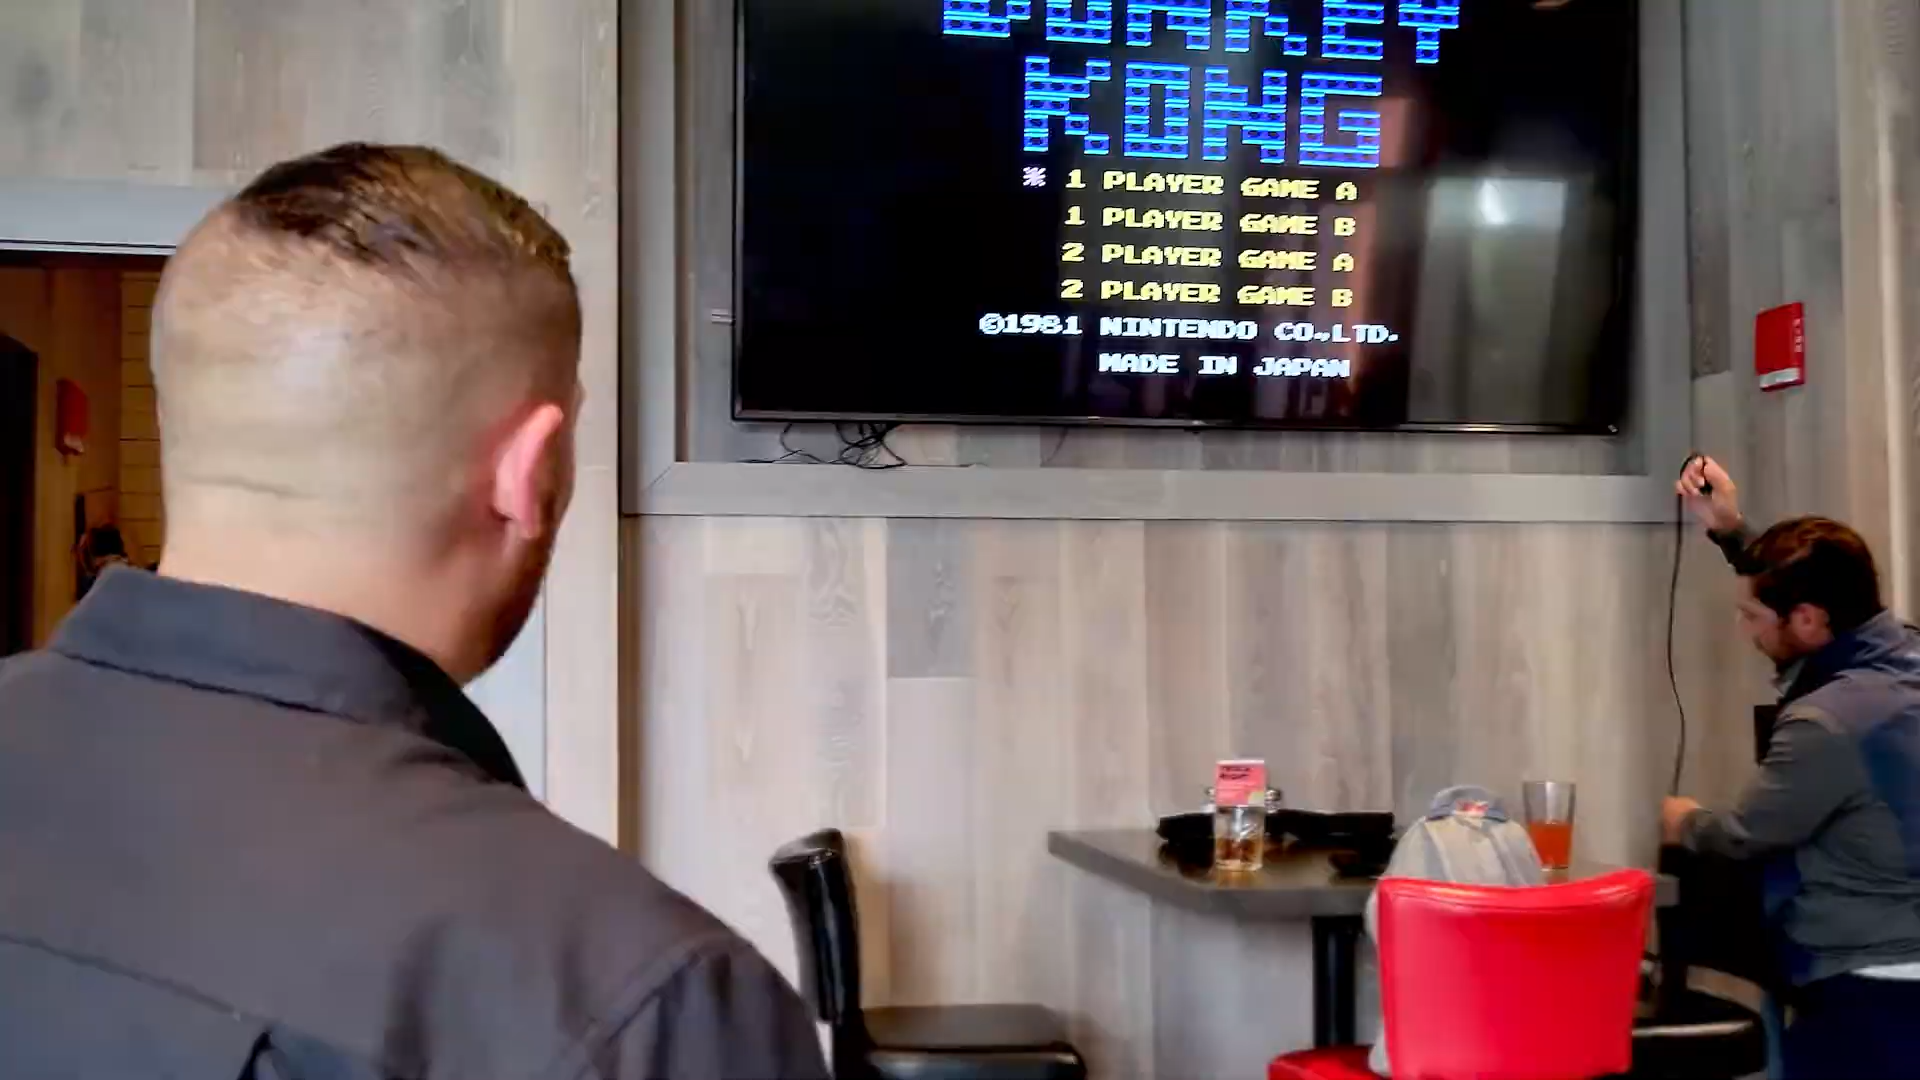 DONKEY
KONG
※ 1 PLAYER GAME A
1 PLAYER GAME B
2 PLAYER GAME A
2 PLAYER GAME B
©1981 NINTENDO CO.,LTD.
MADE IN JAPAN